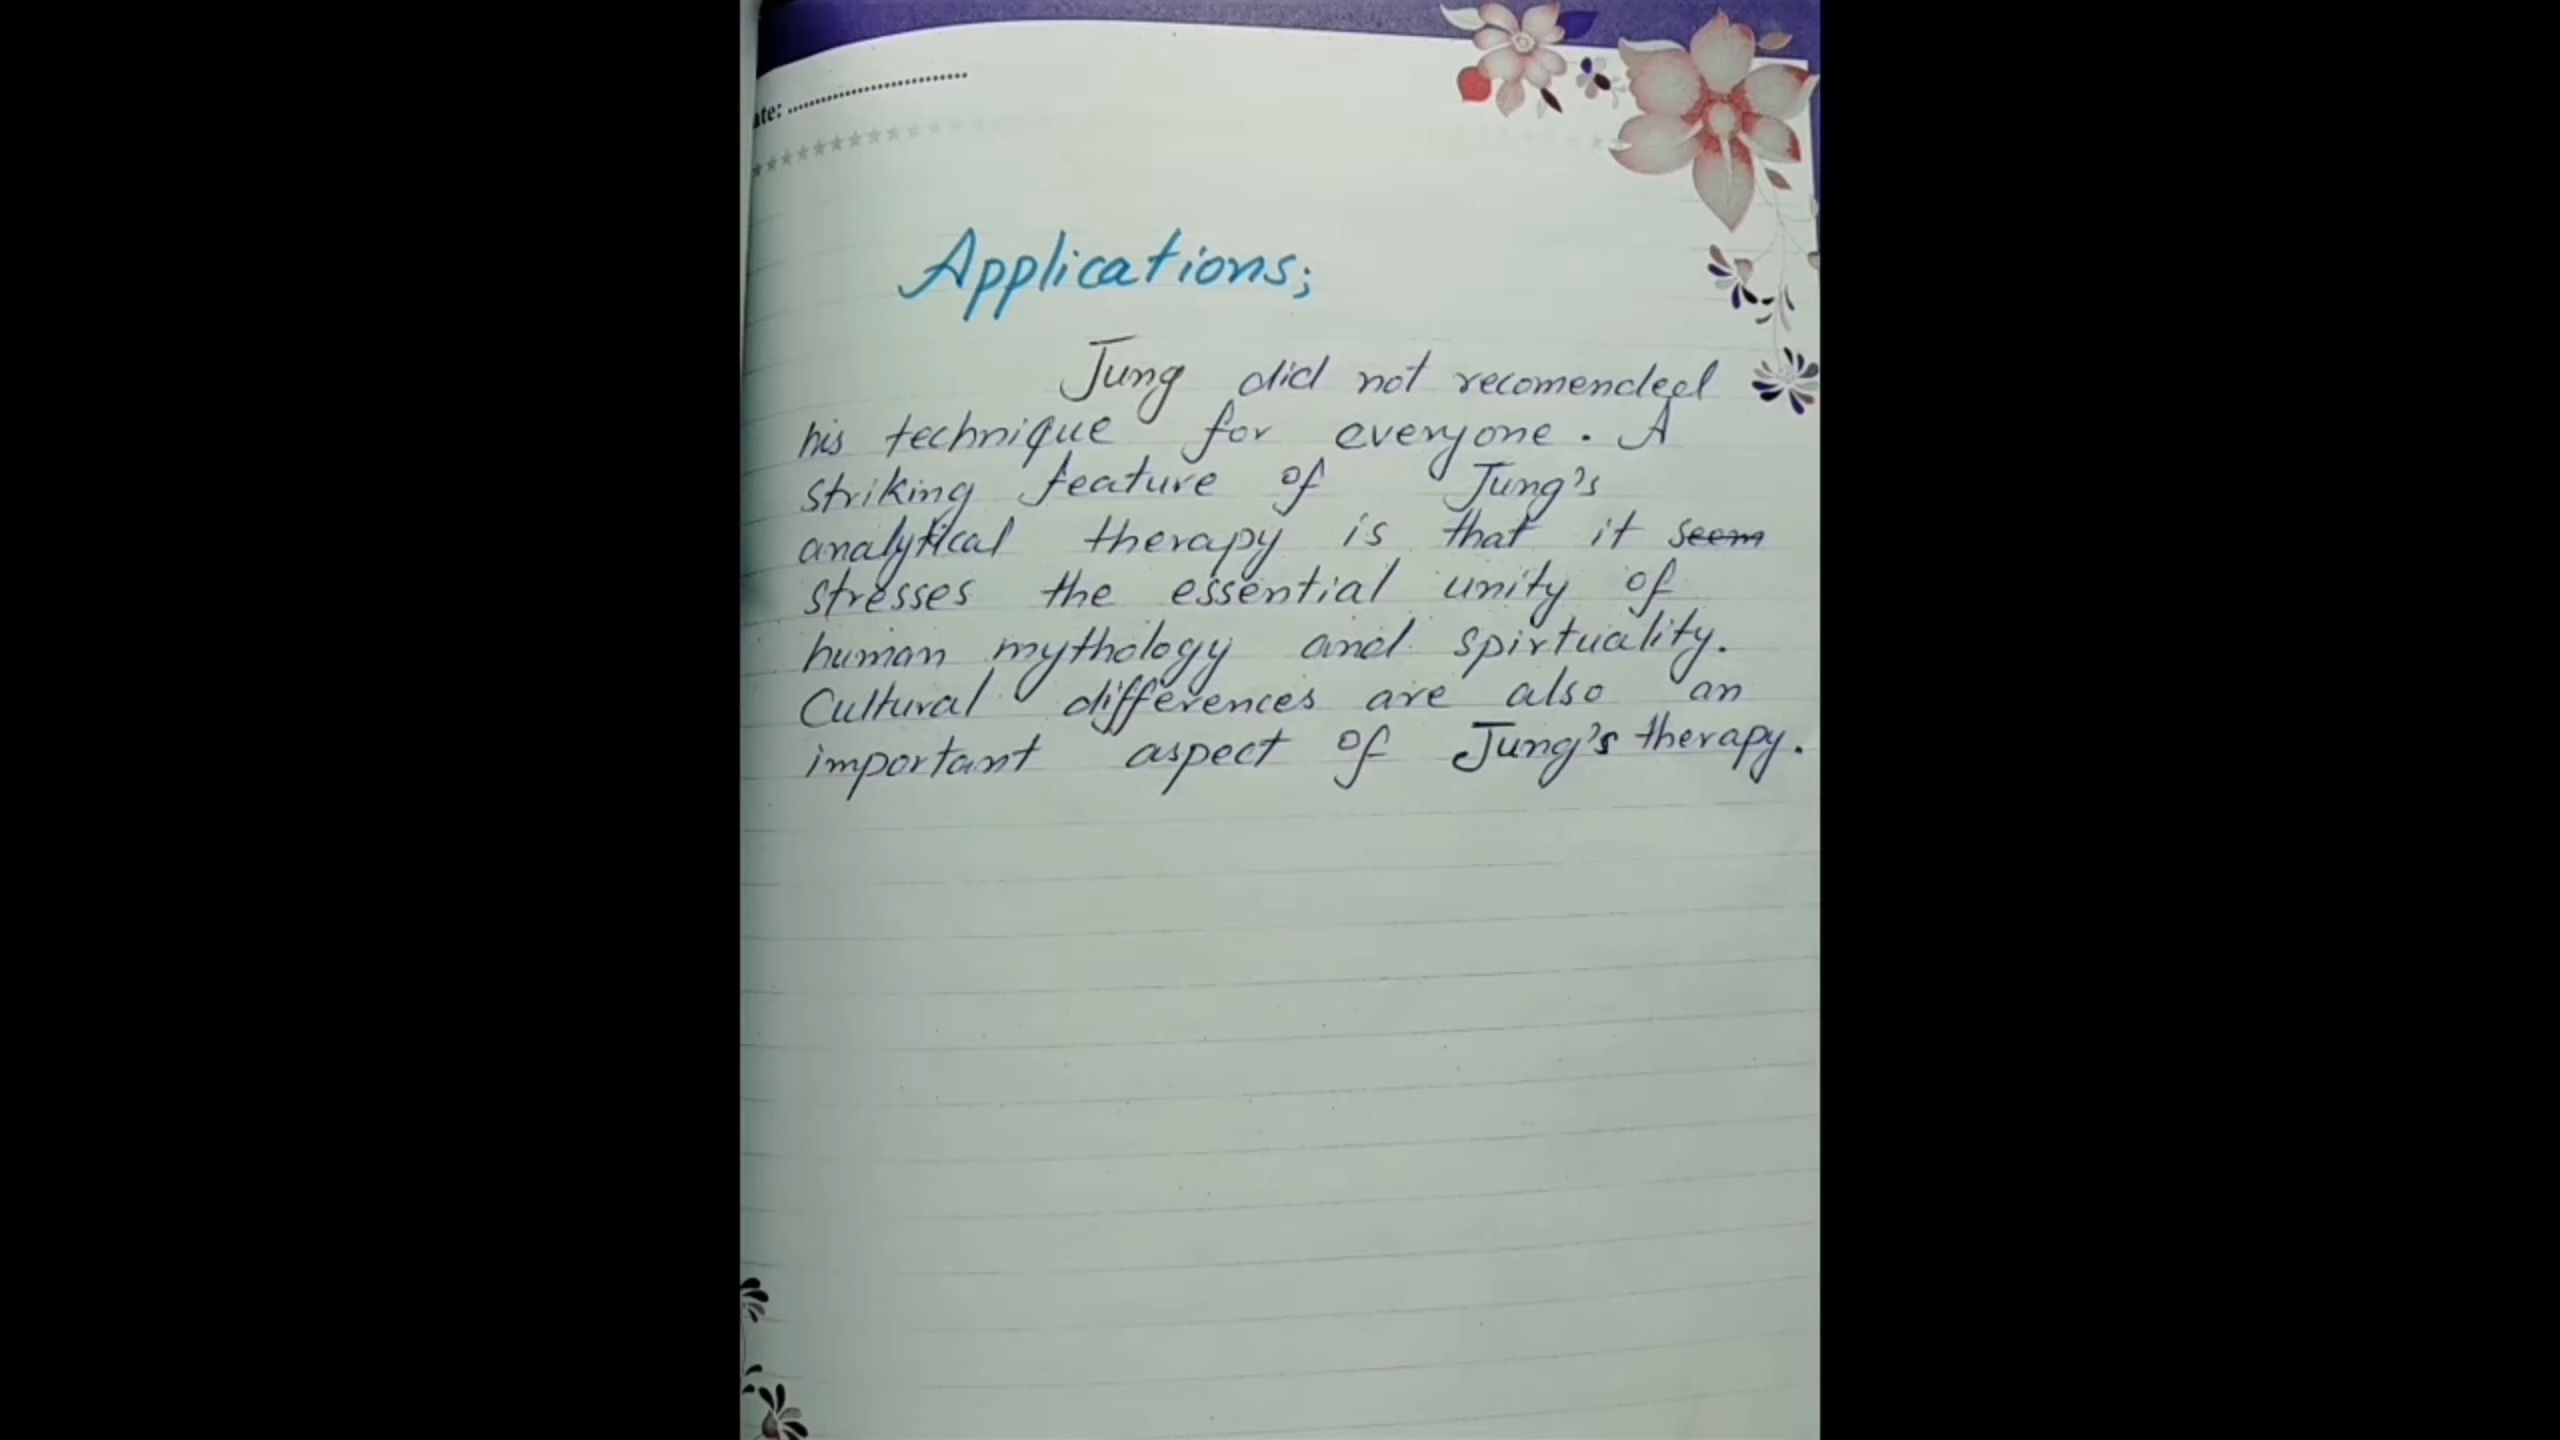 ate: ..............................
Applications;
Jung did not recomended
his technique for everyone. A
striking feature of Jung's
analytical therapy is that it seem
stresses the essential unity of
human mythology and spirtuality.
Cultural differences are also an
important aspect of Jung's therapy.